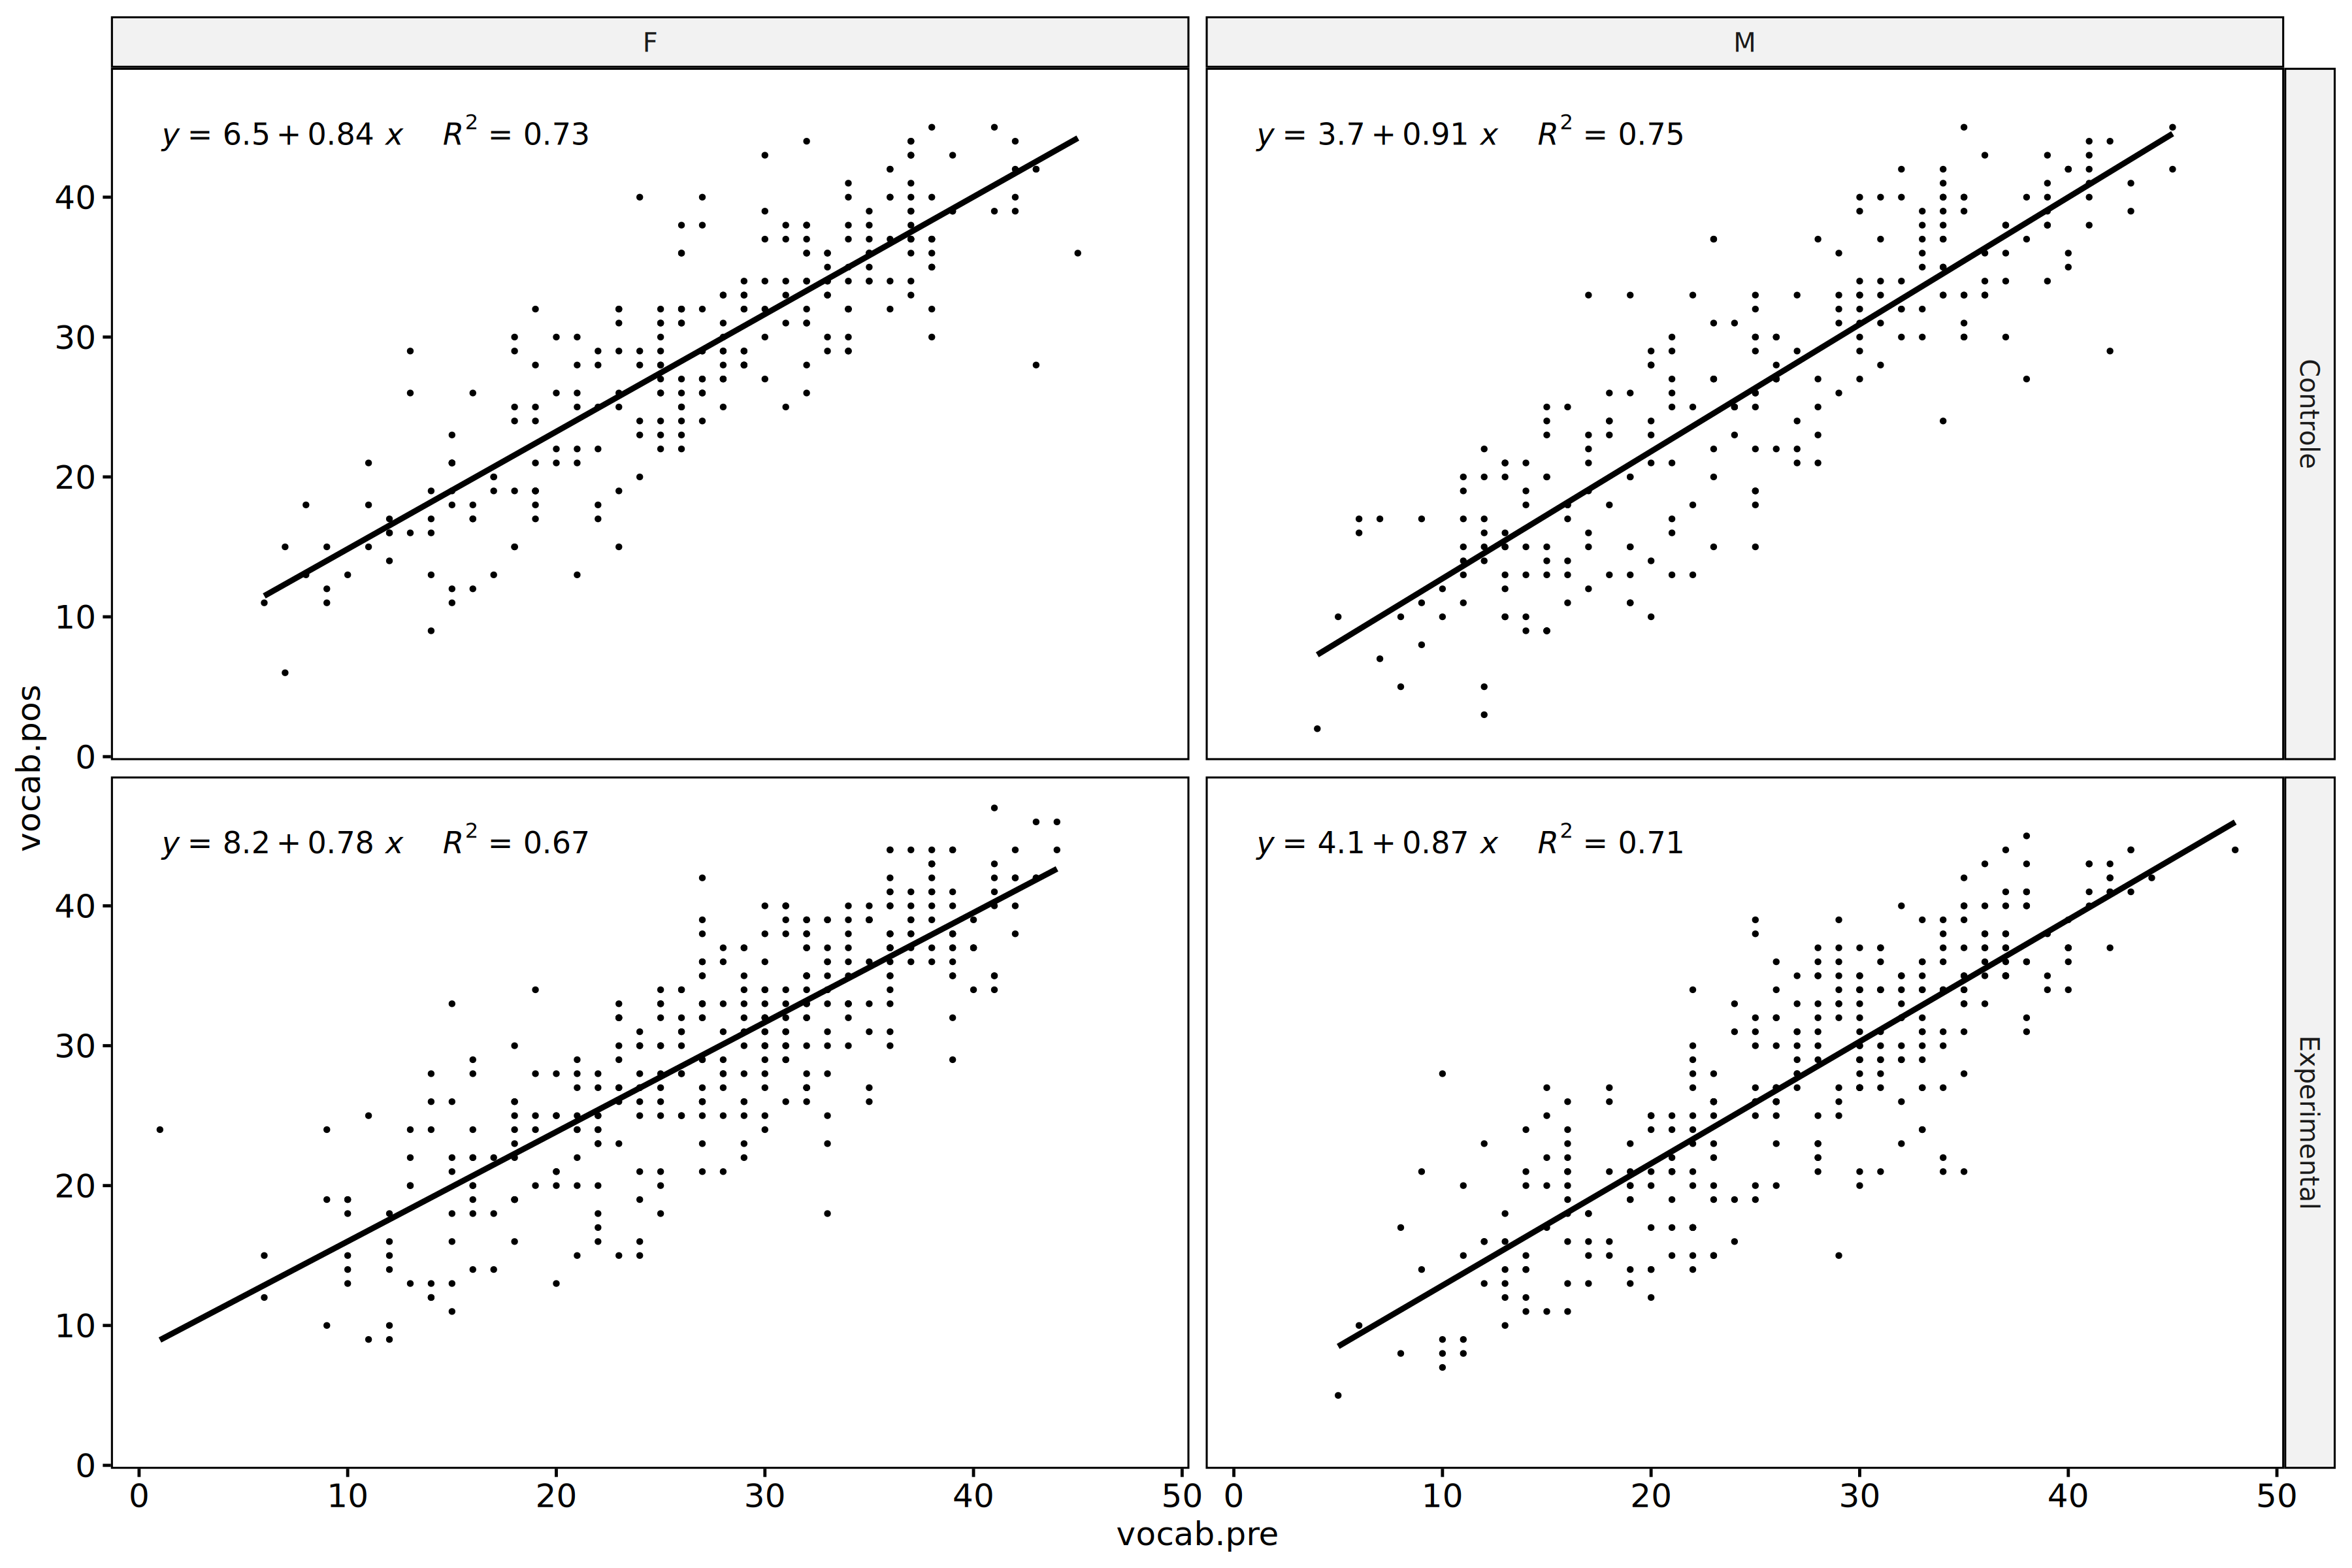 F
M
y = 6.5 + 0.84 x R² = 0.73
y = 3.7 + 0.91 x R² = 0.75
40
30
20
10
0
Controle
vocab.pos
y = 8.2 + 0.78 x R² = 0.67
y = 4.1 + 0.87 x R² = 0.71
40
30
20
10
0
Experimental
0 10 20 30 40 50
0 10 20 30 40 50
vocab.pre